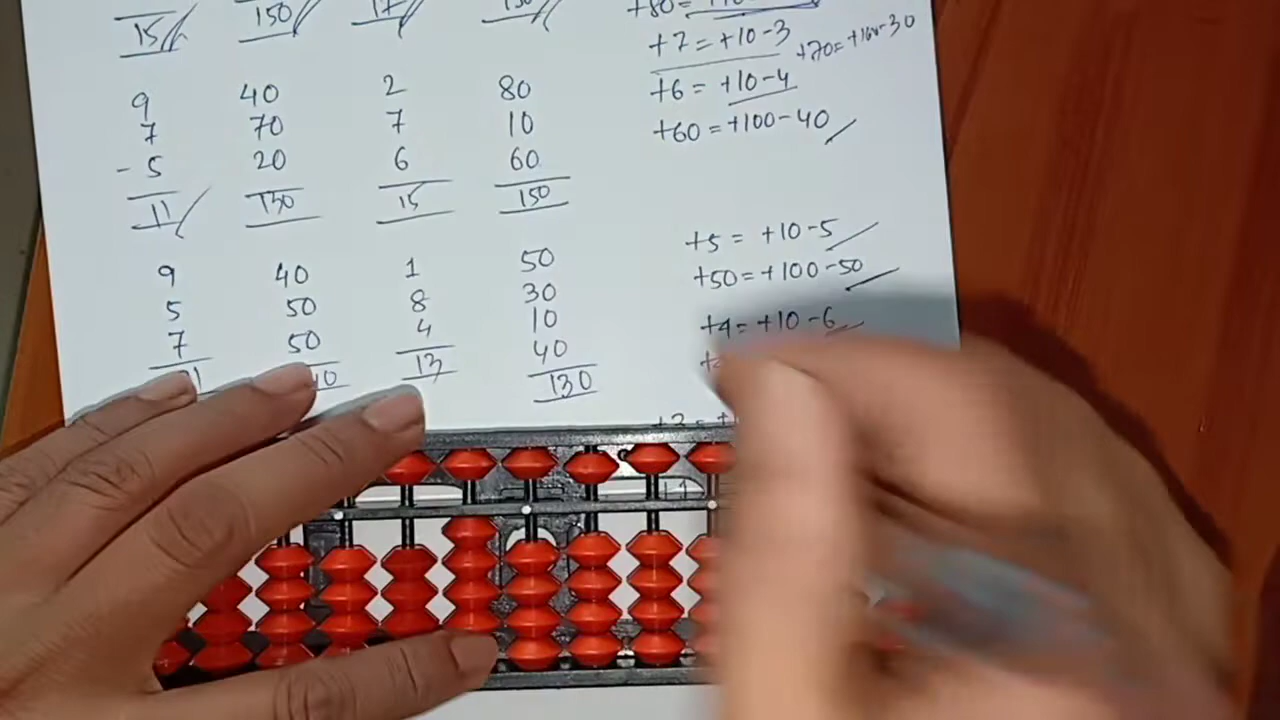 15 150 17 150
9 40 2 80
7 70 7 10
- 5 20 6 60
11 130 15 150
9 40 1 50
5 50 8 30
7 50 4 10
13 40
130
+80=
+7=+10-3
+70=+100-30
+6=+10-4
+60=+100-40
+5= +10-5
+50=+100-50
+4=+10-6